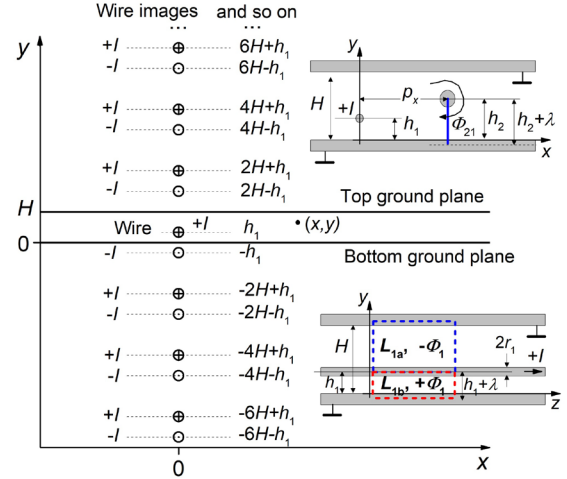 Wire images and so on
... ...
y
+I 6H+h₁
-I 6H-h₁
+I 4H+h₁
-I 4H-h₁
+I 2H+h₁
-I 2H-h₁
Top ground plane
H
Wire +I h₁ (x,y)
0
-I -h₁
Bottom ground plane
+I -2H+h₁
-I -2H-h₁
+I -4H+h₁
-I -4H-h₁
+I -6H+h₁
-I -6H-h₁
0 x
y
H +I pₓ
h₁ Φ₂₁ h₂ h₂+λ
x
y
H L₁ₐ, -Φ₁ 2r₁
+I
h₁ L₁b, +Φ₁ h₁+λ
z